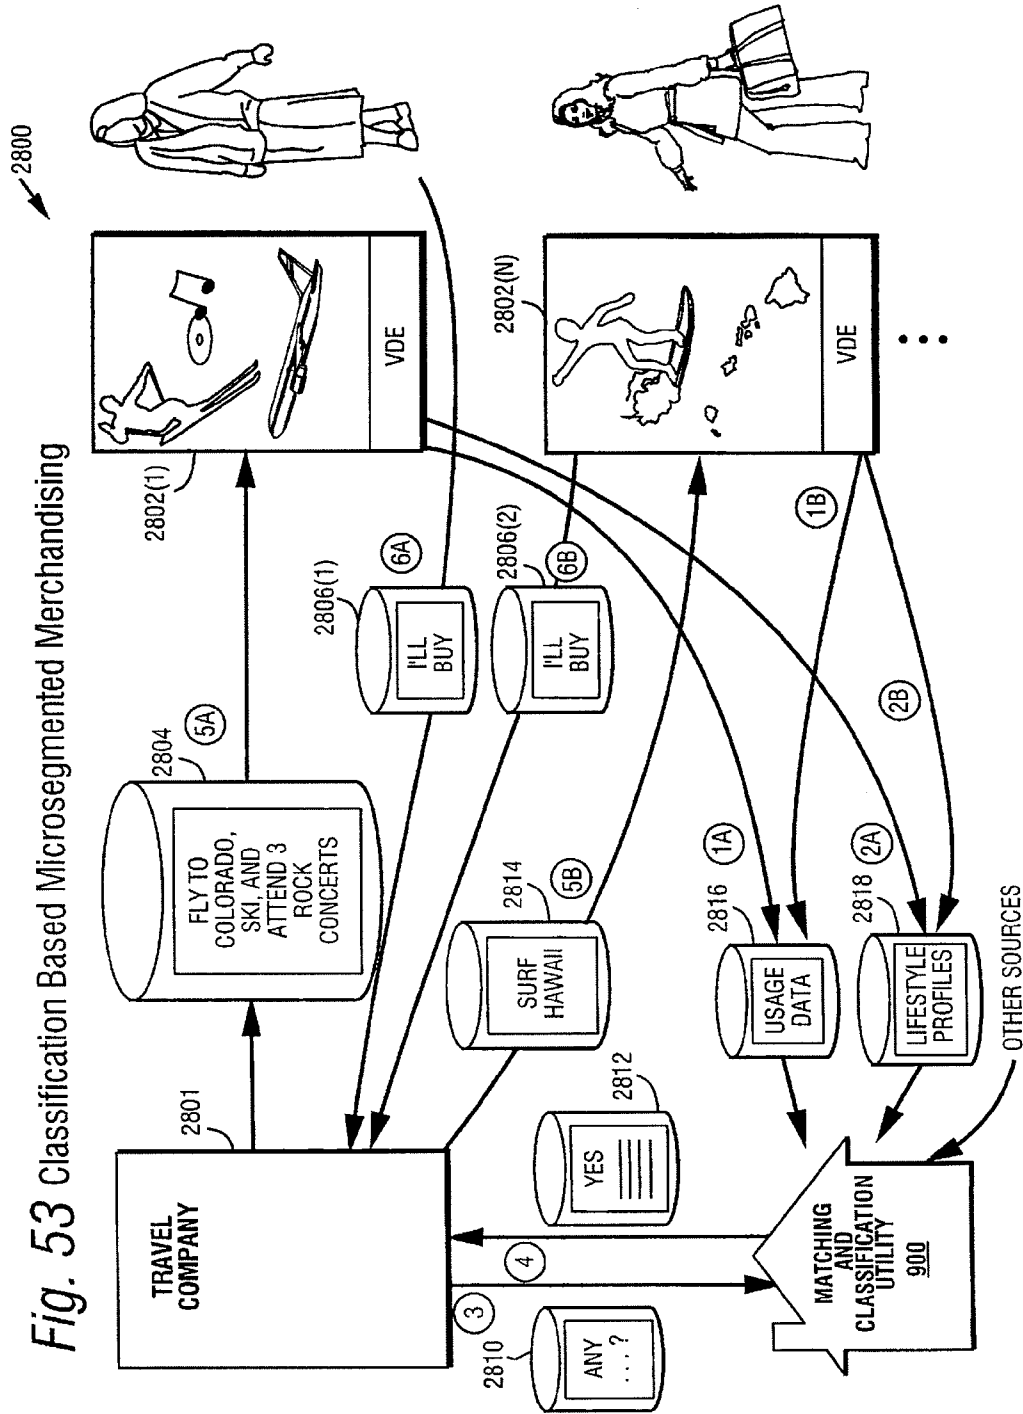 Fig. 53 Classification Based Microsegmented Merchandising
2800
TRAVEL
COMPANY
2801
FLY TO
COLORADO,
SKI, AND
ATTEND 3
ROCK
CONCERTS
2804
5A
2802(1)
VDE
2806(1)
6A
I'LL
BUY
2806(2)
6B
I'LL
BUY
2802(N)
VDE
SURF
HAWAII
2814
5B
3
4
2810
ANY
...?
YES
2812
1A
1B
2A
2B
2816
USAGE
DATA
2818
LIFESTYLE
PROFILES
MATCHING
AND
CLASSIFICATION
UTILITY
900
OTHER SOURCES